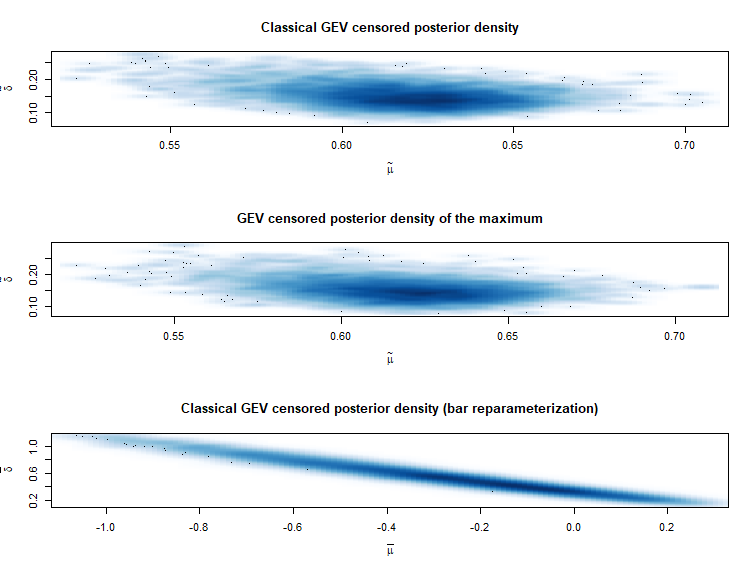 Classical GEV censored posterior density
0.10 0.20
0.55 0.60 0.65 0.70
μ̃
GEV censored posterior density of the maximum
0.10 0.20
0.55 0.60 0.65 0.70
μ̃
Classical GEV censored posterior density (bar reparameterization)
0.2 0.6 1.0
-1.0 -0.8 -0.6 -0.4 -0.2 0.0 0.2
μ̅